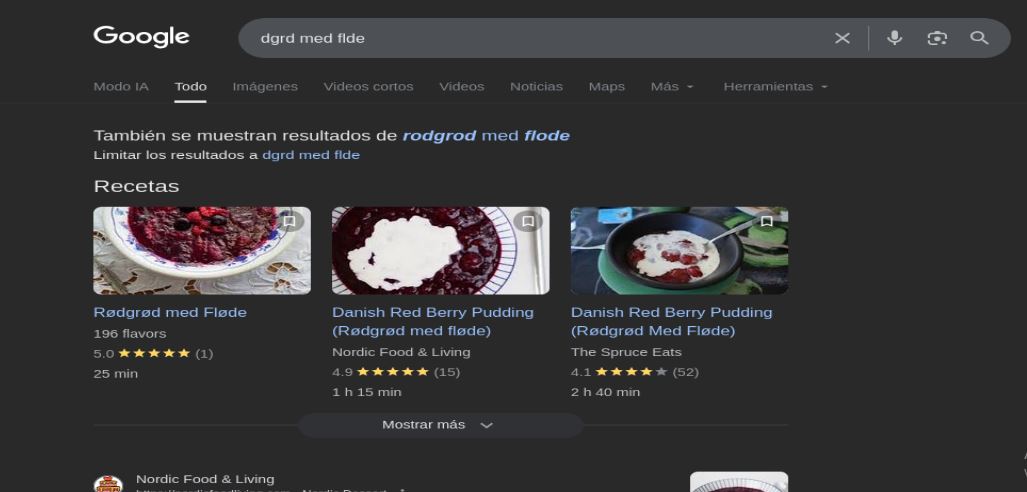 Google
dgrd med flde
Modo IA Todo Imágenes Videos cortos Videos Noticias Maps Más Herramientas
También se muestran resultados de rodgrod med flode
Limitar los resultados a dgrd med flde
Recetas
Rødgrød med Fløde
196 flavors
5.0 (1)
25 min
Danish Red Berry Pudding
(Rødgrød med fløde)
Nordic Food & Living
4.9 (15)
1 h 15 min
Danish Red Berry Pudding
(Rødgrød Med Fløde)
The Spruce Eats
4.1 (52)
2 h 40 min
Mostrar más
Nordic Food & Living